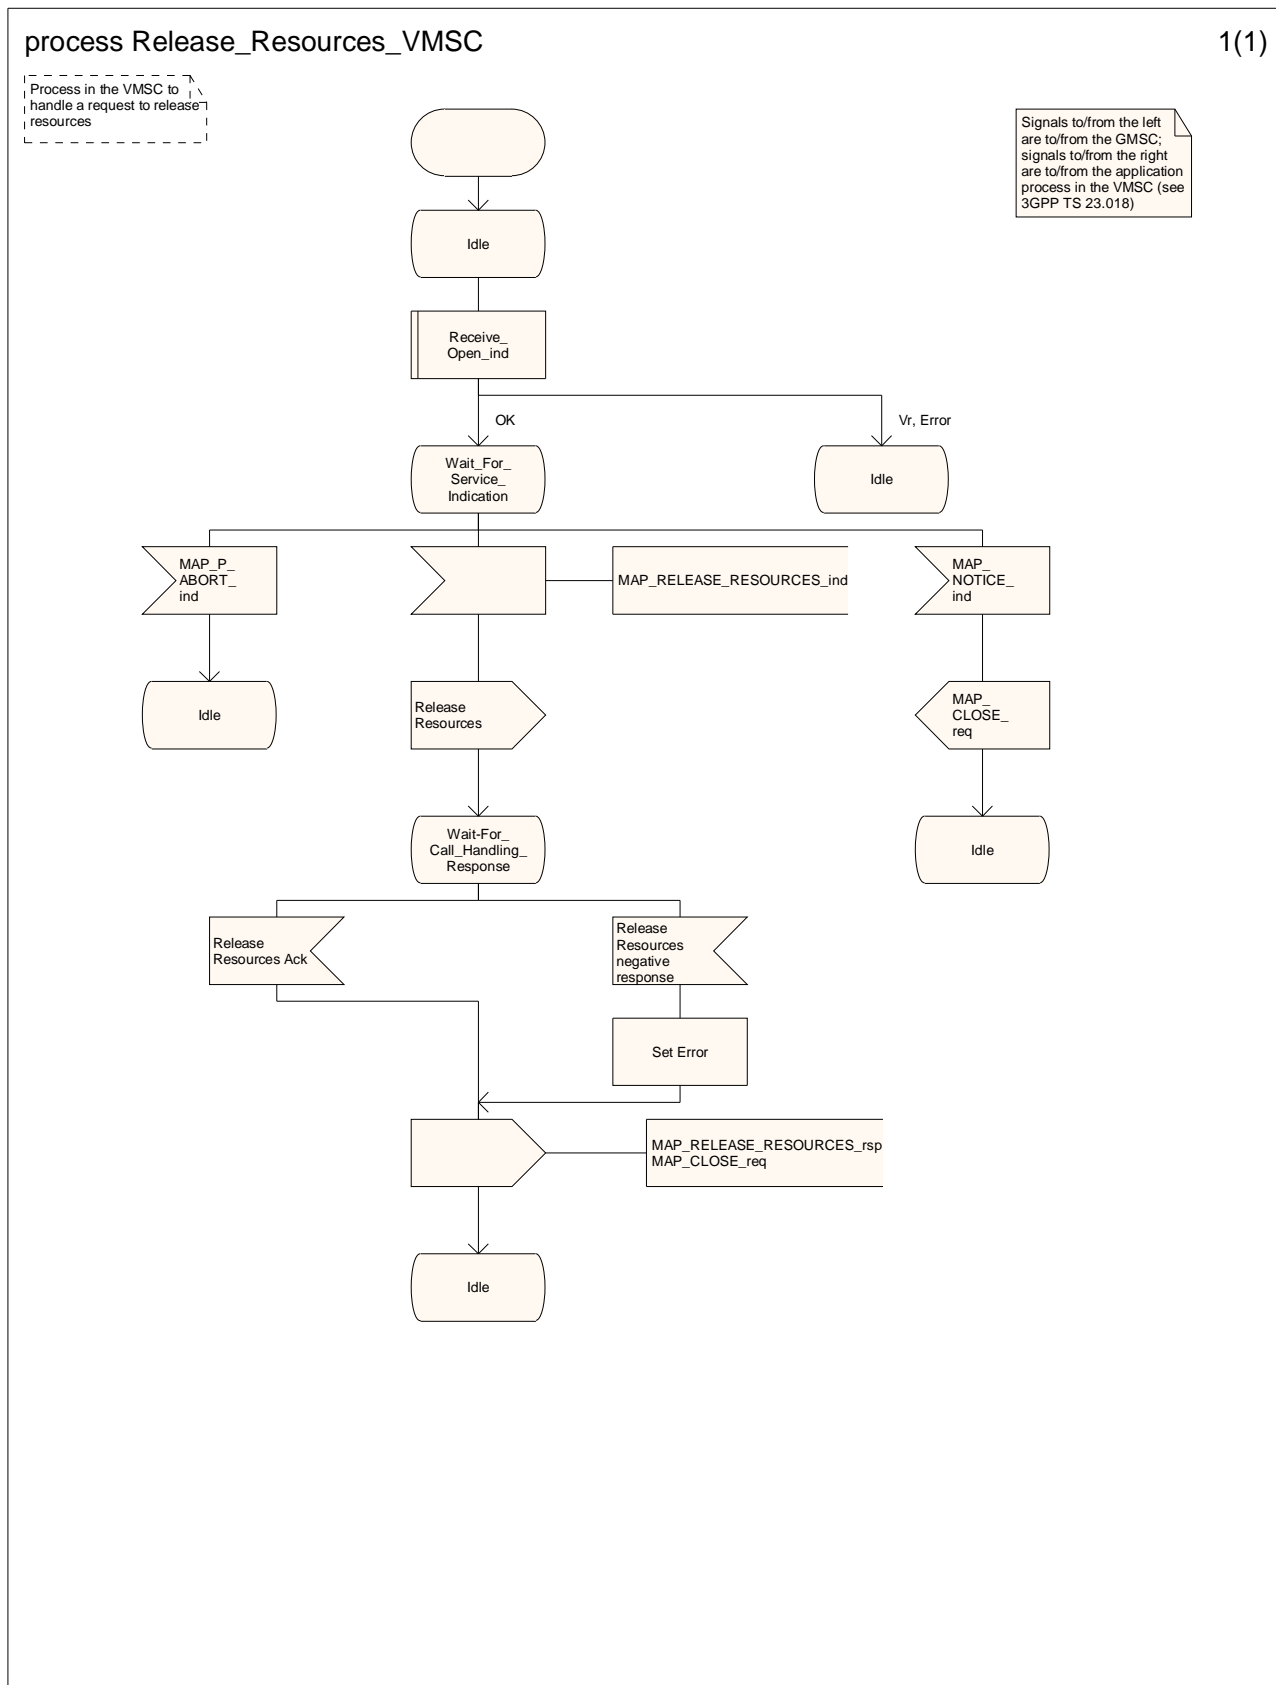 process Release_Resources_VMSC
1(1)
Process in the VMSC to
handle a request to release
resources
Signals to/from the left
are to/from the GMSC;
signals to/from the right
are to/from the application
process in the VMSC (see
3GPP TS 23.018)
Idle
Receive_
Open_ind
OK
Vr, Error
Wait_For_
Service_
Indication
Idle
MAP_P_
ABORT_
ind
MAP_RELEASE_RESOURCES_ind
MAP_
NOTICE_
ind
Idle
Release
Resources
MAP_
CLOSE_
req
Wait-For_
Call_Handling_
Response
Idle
Release
Resources Ack
Release
Resources
negative
response
Set Error
MAP_RELEASE_RESOURCES_rsp
MAP_CLOSE_req
Idle